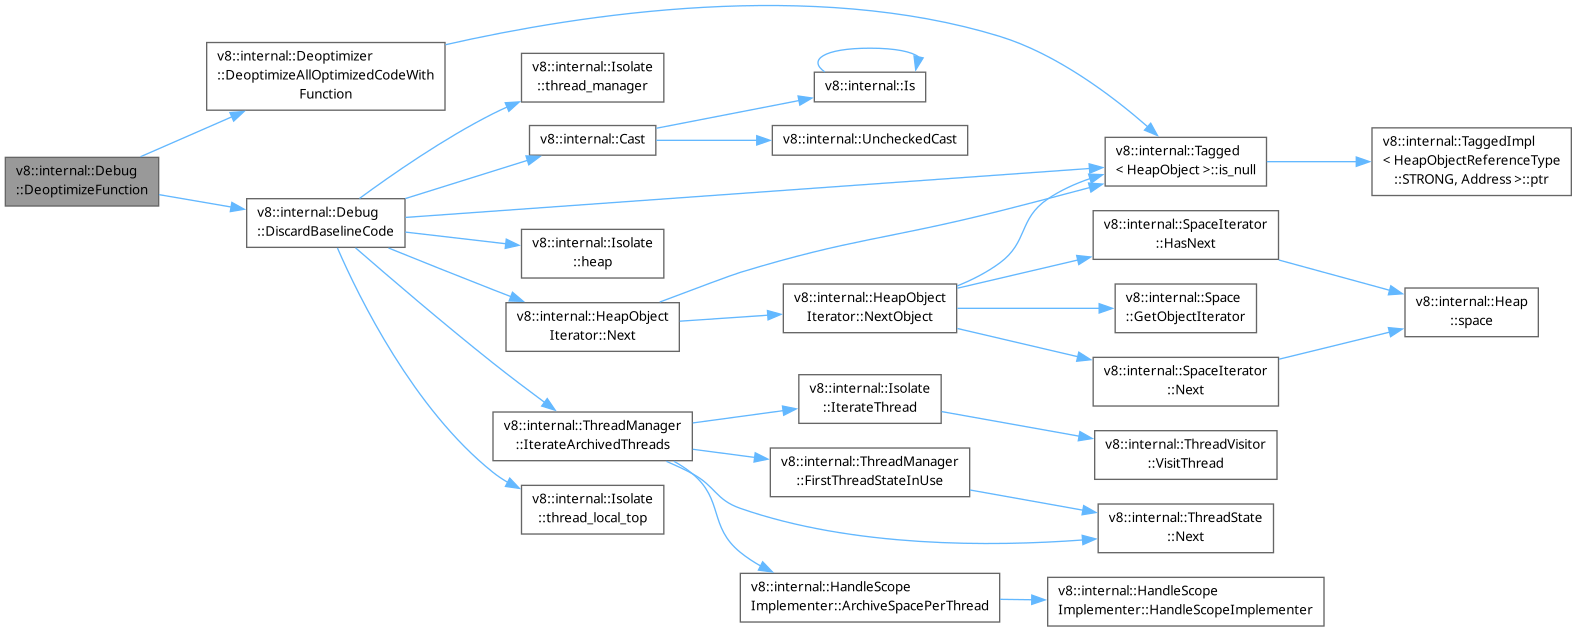 v8::internal::Debug
::DeoptimizeFunction
v8::internal::Deoptimizer
::DeoptimizeAllOptimizedCodeWith
Function
v8::internal::Debug
::DiscardBaselineCode
v8::internal::Isolate
::thread_manager
v8::internal::Cast
v8::internal::Isolate
::heap
v8::internal::HeapObject
Iterator::Next
v8::internal::ThreadManager
::IterateArchivedThreads
v8::internal::Isolate
::thread_local_top
v8::internal::Is
v8::internal::UncheckedCast
v8::internal::HeapObject
Iterator::NextObject
v8::internal::Isolate
::IterateThread
v8::internal::ThreadManager
::FirstThreadStateInUse
v8::internal::HandleScope
Implementer::ArchiveSpacePerThread
v8::internal::Tagged
< HeapObject >::is_null
v8::internal::SpaceIterator
::HasNext
v8::internal::Space
::GetObjectIterator
v8::internal::SpaceIterator
::Next
v8::internal::ThreadVisitor
::VisitThread
v8::internal::ThreadState
::Next
v8::internal::HandleScope
Implementer::HandleScopeImplementer
v8::internal::TaggedImpl
< HeapObjectReferenceType
::STRONG, Address >::ptr
v8::internal::Heap
::space